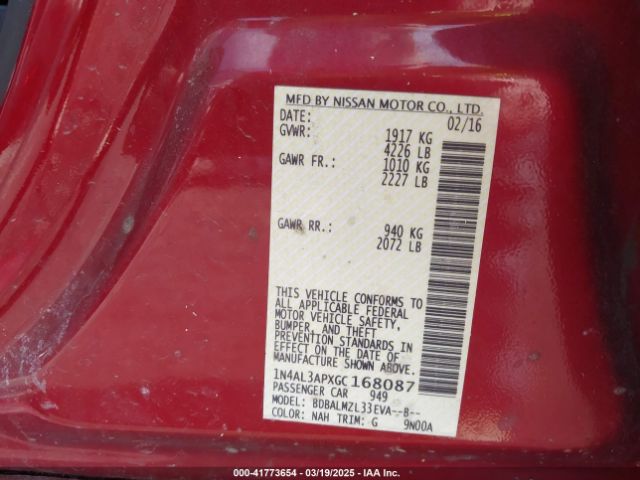 MFD BY NISSAN MOTOR CO., LTD.
DATE: 02/16
GVWR: 1917 KG
4226 LB
GAWR FR.: 1010 KG
2227 LB
GAWR RR.: 940 KG
2072 LB
THIS VEHICLE CONFORMS TO
ALL APPLICABLE FEDERAL
MOTOR VEHICLE SAFETY,
BUMPER, AND THEFT
PREVENTION STANDARDS IN
EFFECT ON THE DATE OF
MANUFACTURE SHOWN ABOVE.
1N4AL3APXGC168087
PASSENGER CAR 949
MODEL: BDBALMZL33EVA--B--
COLOR: NAH TRIM: G 9N00A
000-41773654 / 03/19/2025 - IAA Inc.